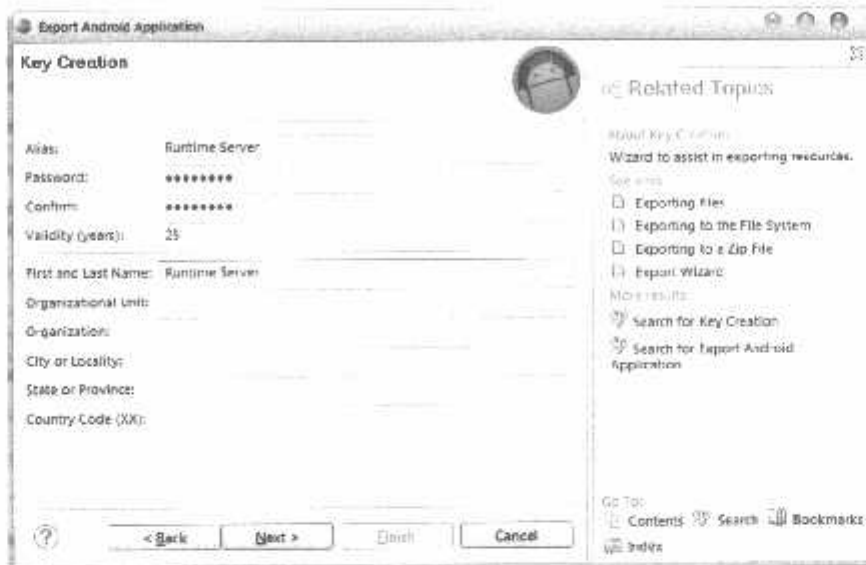 Export Android Application
Key Creation
Alias: Runtime Server
Password: ●●●●●●●●
Confirm: ●●●●●●●●
Validity (years): 25
First and Last Name: Runtime Server
Organizational Unit:
Organization:
City or Locality:
State or Province:
Country Code (XX):
? < Back Next > Finish Cancel
Related Topics
About Key Creation
Wizard to assist in exporting resources.
See also
Exporting files
Exporting to the File System
Exporting to a Zip File
Export Wizard
More results:
Search for Key Creation
Search for Export Android
Application
Go To:
Contents Search Bookmarks
Index